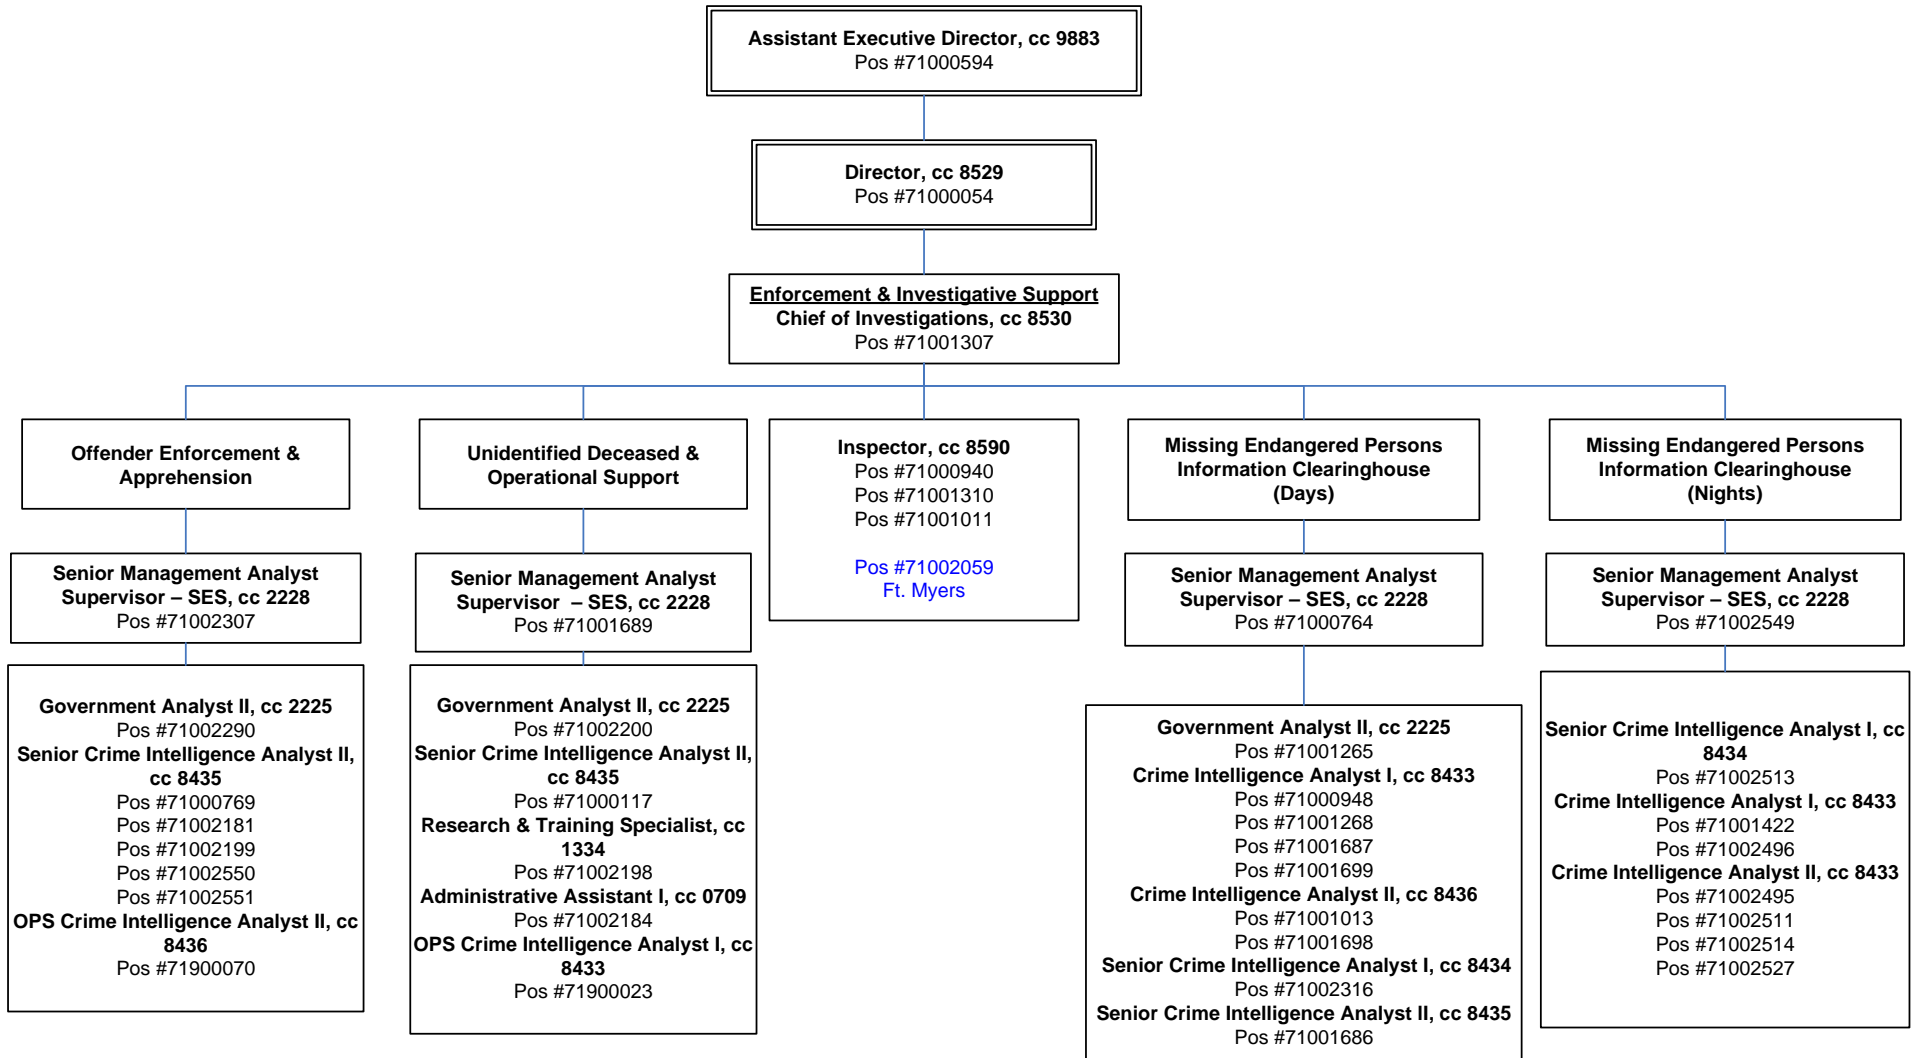 Assistant Executive Director, cc 9883
Pos #71000594
Director, cc 8529
Pos #71000054
Enforcement & Investigative Support
Chief of Investigations, cc 8530
Pos #71001307
Offender Enforcement &
Apprehension
Unidentified Deceased &
Operational Support
Inspector, cc 8590
Pos #71000940
Pos #71001310
Pos #71001011
Pos #71002059
Ft. Myers
Missing Endangered Persons
Information Clearinghouse
(Days)
Missing Endangered Persons
Information Clearinghouse
(Nights)
Senior Management Analyst
Supervisor – SES, cc 2228
Pos #71002307
Senior Management Analyst
Supervisor – SES, cc 2228
Pos #71001689
Senior Management Analyst
Supervisor – SES, cc 2228
Pos #71000764
Senior Management Analyst
Supervisor – SES, cc 2228
Pos #71002549
Government Analyst II, cc 2225
Pos #71002290
Senior Crime Intelligence Analyst II,
cc 8435
Pos #71000769
Pos #71002181
Pos #71002199
Pos #71002550
Pos #71002551
OPS Crime Intelligence Analyst II, cc
8436
Pos #71900070
Government Analyst II, cc 2225
Pos #71002200
Senior Crime Intelligence Analyst II,
cc 8435
Pos #71000117
Research & Training Specialist, cc
1334
Pos #71002198
Administrative Assistant I, cc 0709
Pos #71002184
OPS Crime Intelligence Analyst I, cc
8433
Pos #71900023
Government Analyst II, cc 2225
Pos #71001265
Crime Intelligence Analyst I, cc 8433
Pos #71000948
Pos #71001268
Pos #71001687
Pos #71001699
Crime Intelligence Analyst II, cc 8436
Pos #71001013
Pos #71001698
Senior Crime Intelligence Analyst I, cc 8434
Pos #71002316
Senior Crime Intelligence Analyst II, cc 8435
Pos #71001686
Senior Crime Intelligence Analyst I, cc
8434
Pos #71002513
Crime Intelligence Analyst I, cc 8433
Pos #71001422
Pos #71002496
Crime Intelligence Analyst II, cc 8433
Pos #71002495
Pos #71002511
Pos #71002514
Pos #71002527